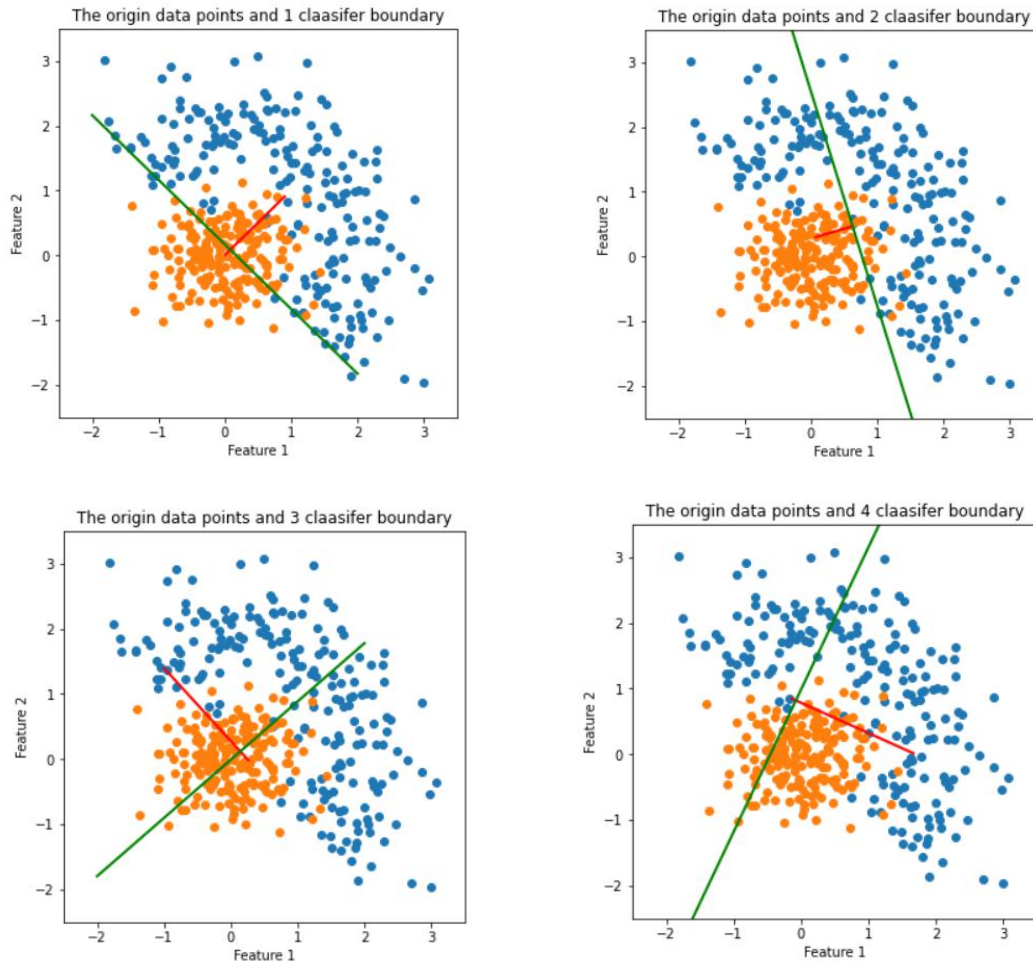 The origin data points and 1 claasifer boundary
3
2
1
0
−1
−2
Feature 2
−2 −1 0 1 2 3
Feature 1
The origin data points and 2 claasifer boundary
3
2
1
0
−1
−2
Feature 2
−2 −1 0 1 2 3
Feature 1
The origin data points and 3 claasifer boundary
3
2
1
0
−1
−2
Feature 2
−2 −1 0 1 2 3
Feature 1
The origin data points and 4 claasifer boundary
3
2
1
0
−1
−2
Feature 2
−2 −1 0 1 2 3
Feature 1